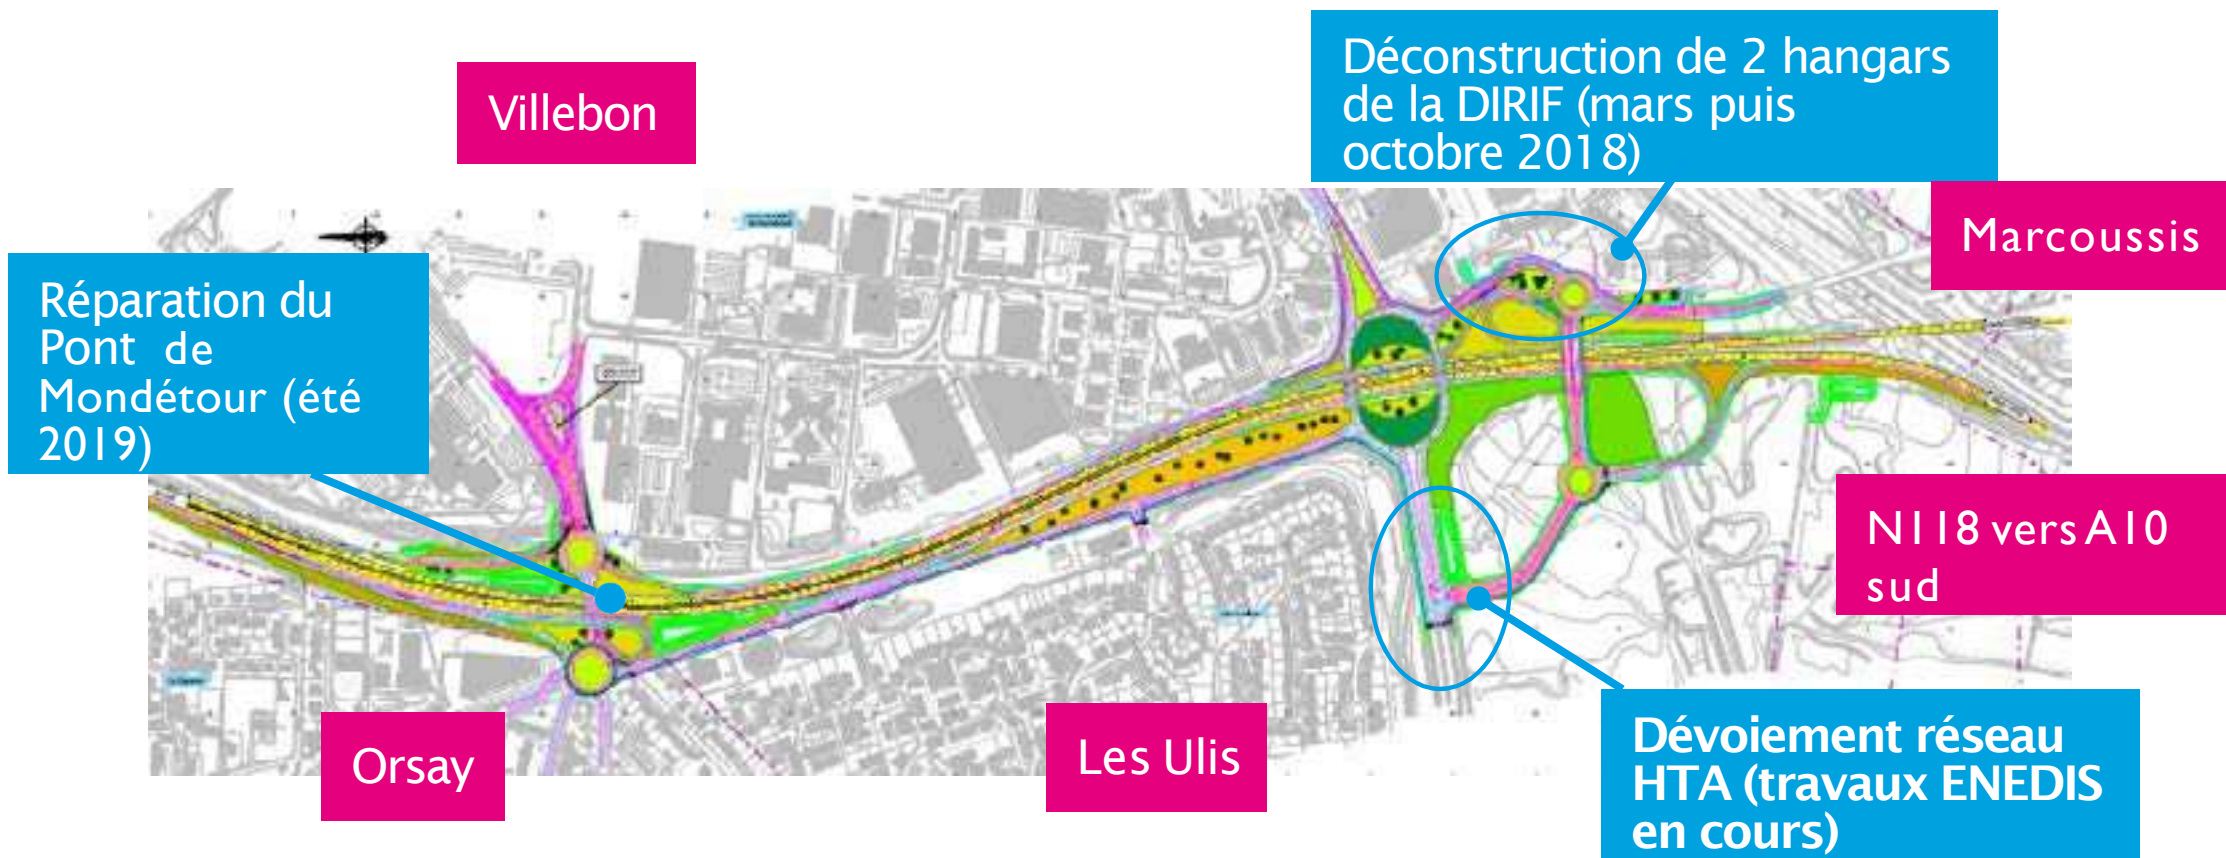 Déconstruction de 2 hangars
de la DIRIF (mars puis
octobre 2018)
Villebon
Marcoussis
Réparation du
Pont de
Mondétour (été
2019)
N118 vers A10
sud
Orsay
Les Ulis
Dévoiement réseau
HTA (travaux ENEDIS
en cours)